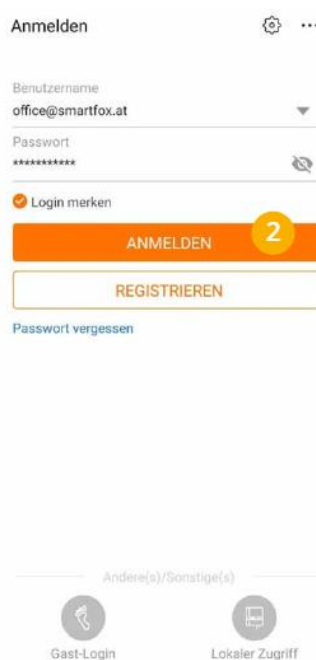 Anmelden
Benutzername
office@smartfox.at
Passwort
***********
Login merken
ANMELDEN
2
REGISTRIEREN
Passwort vergessen
Andere(s)/Sonstige(s)
Gast-Login
Lokaler Zugriff